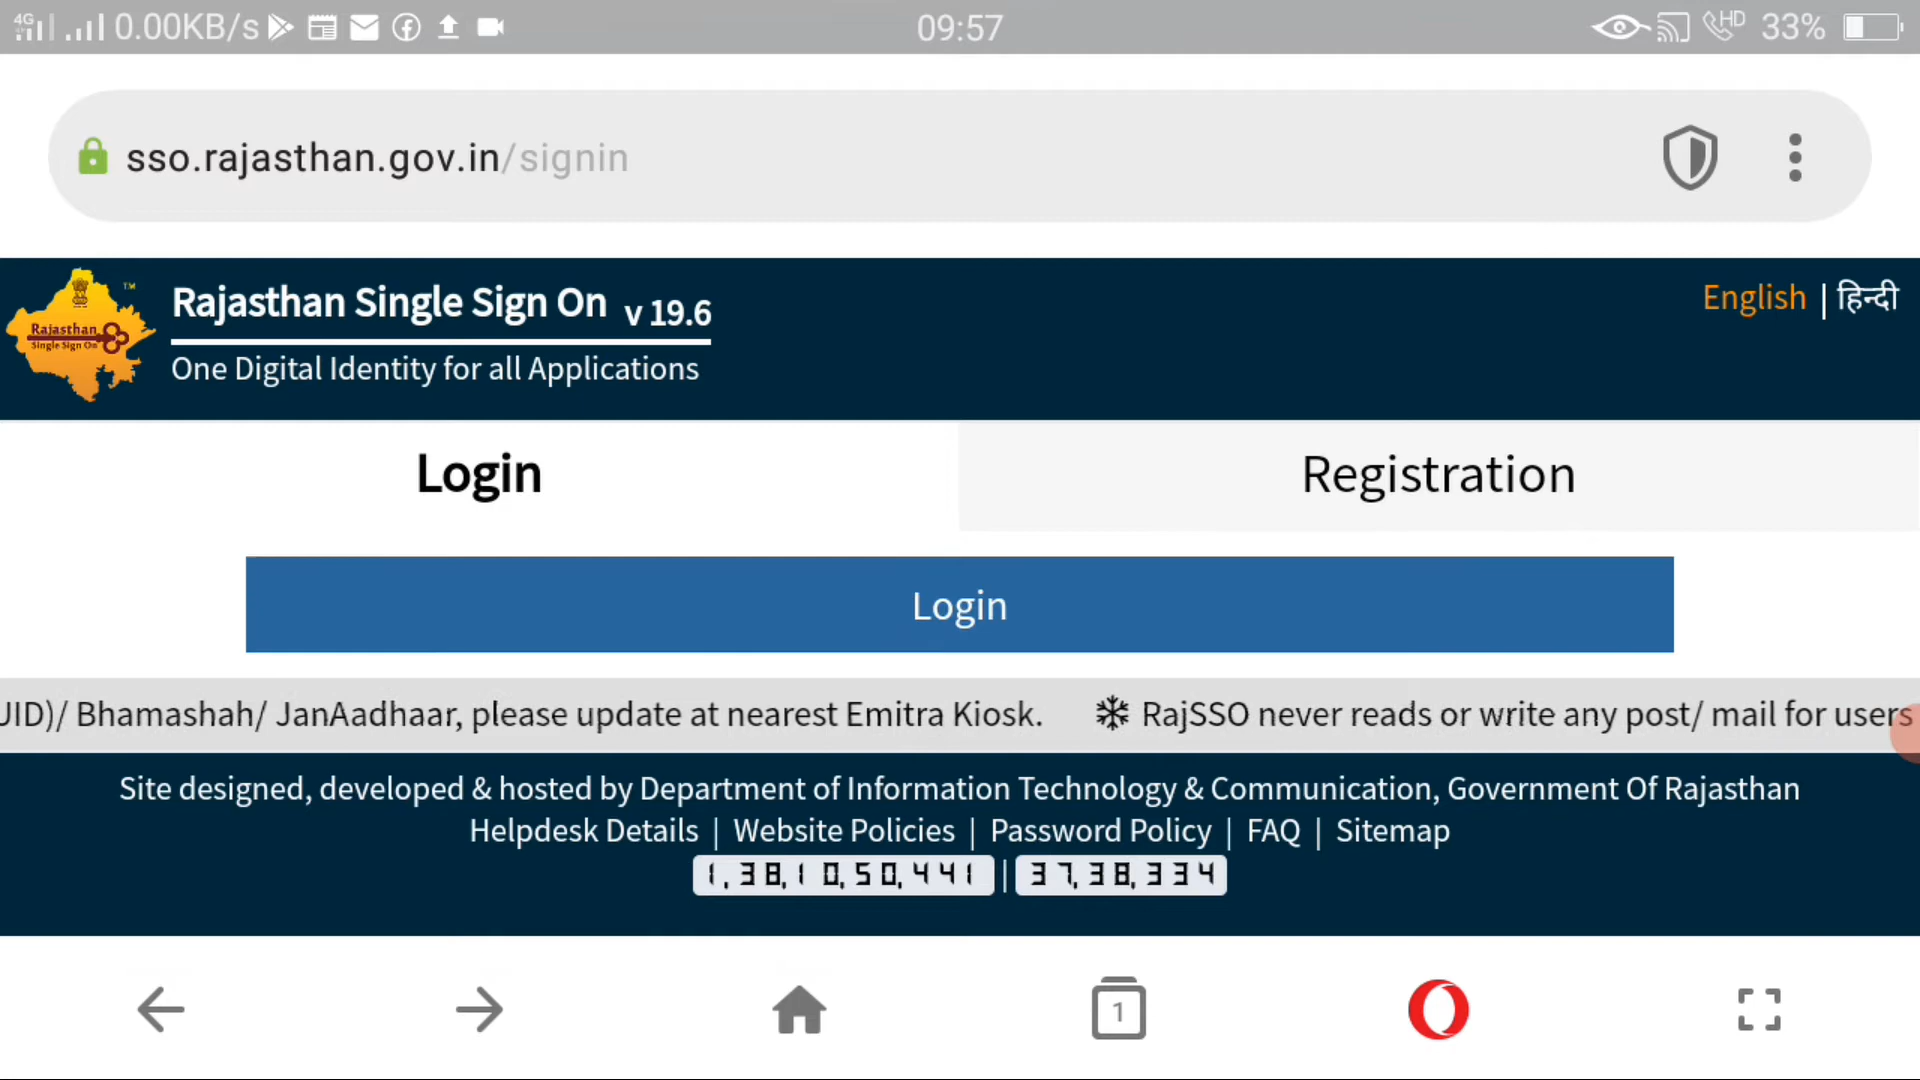 4G 0.00KB/s 09:57 HD 33%
sso.rajasthan.gov.in/signin
Rajasthan Single Sign On TM
Rajasthan Single Sign On v 19.6
One Digital Identity for all Applications
English | हिन्दी
Login Registration
Login
UID)/ Bhamashah/ JanAadhaar, please update at nearest Emitra Kiosk. RajSSO never reads or write any post/ mail for users
Site designed, developed & hosted by Department of Information Technology & Communication, Government Of Rajasthan
Helpdesk Details | Website Policies | Password Policy | FAQ | Sitemap
1,38,10,50,441 | 37,38,334
1